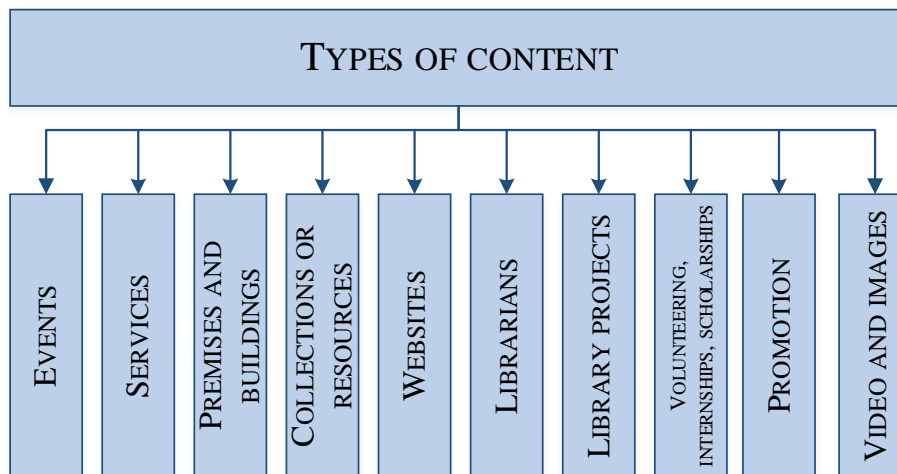 TYPES OF CONTENT
EVENTS
SERVICES
PREMISES AND
BUILDINGS
COLLECTIONS OR
RESOURCES
WEBSITES
LIBRARIANS
LIBRARY PROJECTS
VOLUNTEERING,
INTERNSHIPS, SCHOLARSHIPS
PROMOTION
VIDEO AND IMAGES